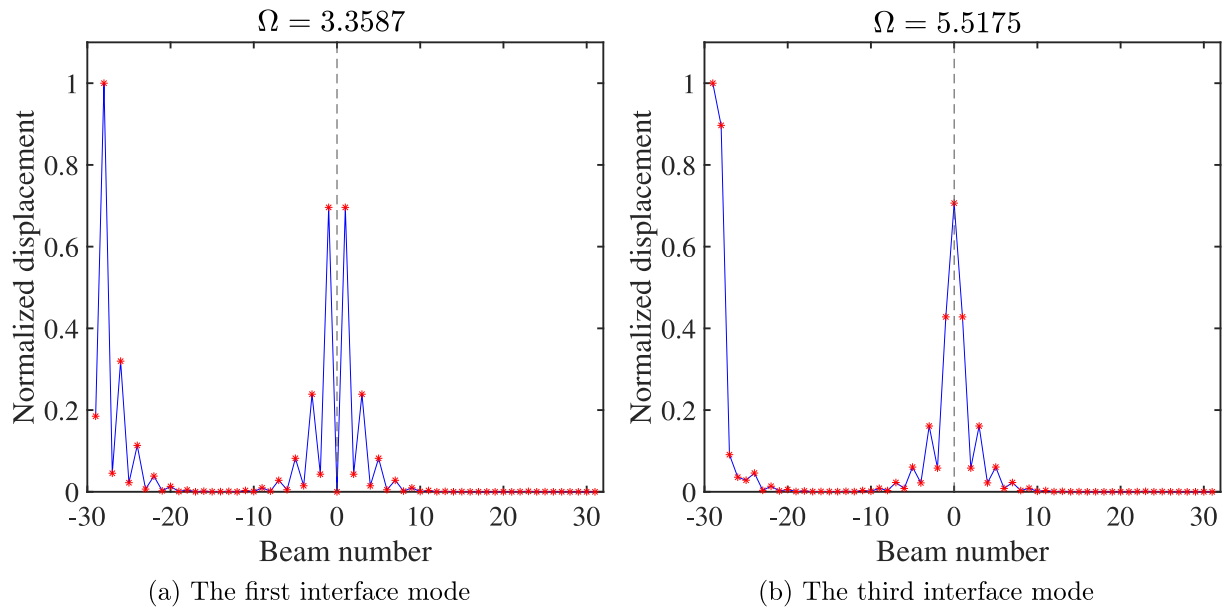 Ω = 3.3587
1
0.8
0.6
0.4
0.2
0
Normalized displacement
-30 -20 -10 0 10 20 30
Beam number
(a) The first interface mode
Ω = 5.5175
1
0.8
0.6
0.4
0.2
0
Normalized displacement
-30 -20 -10 0 10 20 30
Beam number
(b) The third interface mode